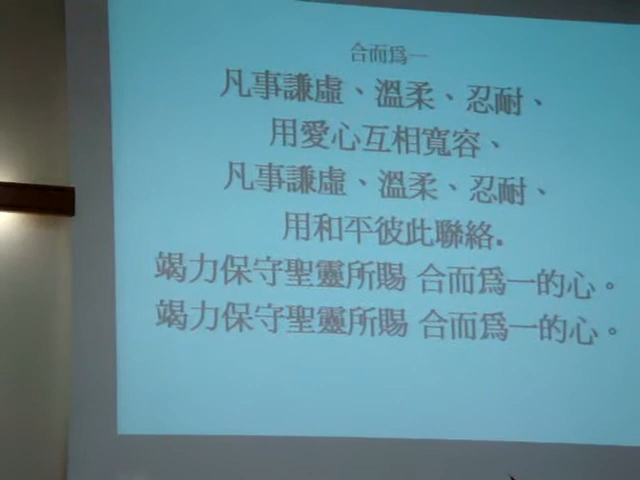 合而爲一
凡事謙虛、溫柔、忍耐、
用愛心互相寬容、
凡事謙虛、溫柔、忍耐、
用和平彼此聯絡.
竭力保守聖靈所賜 合而爲一的心。
竭力保守聖靈所賜 合而爲一的心。